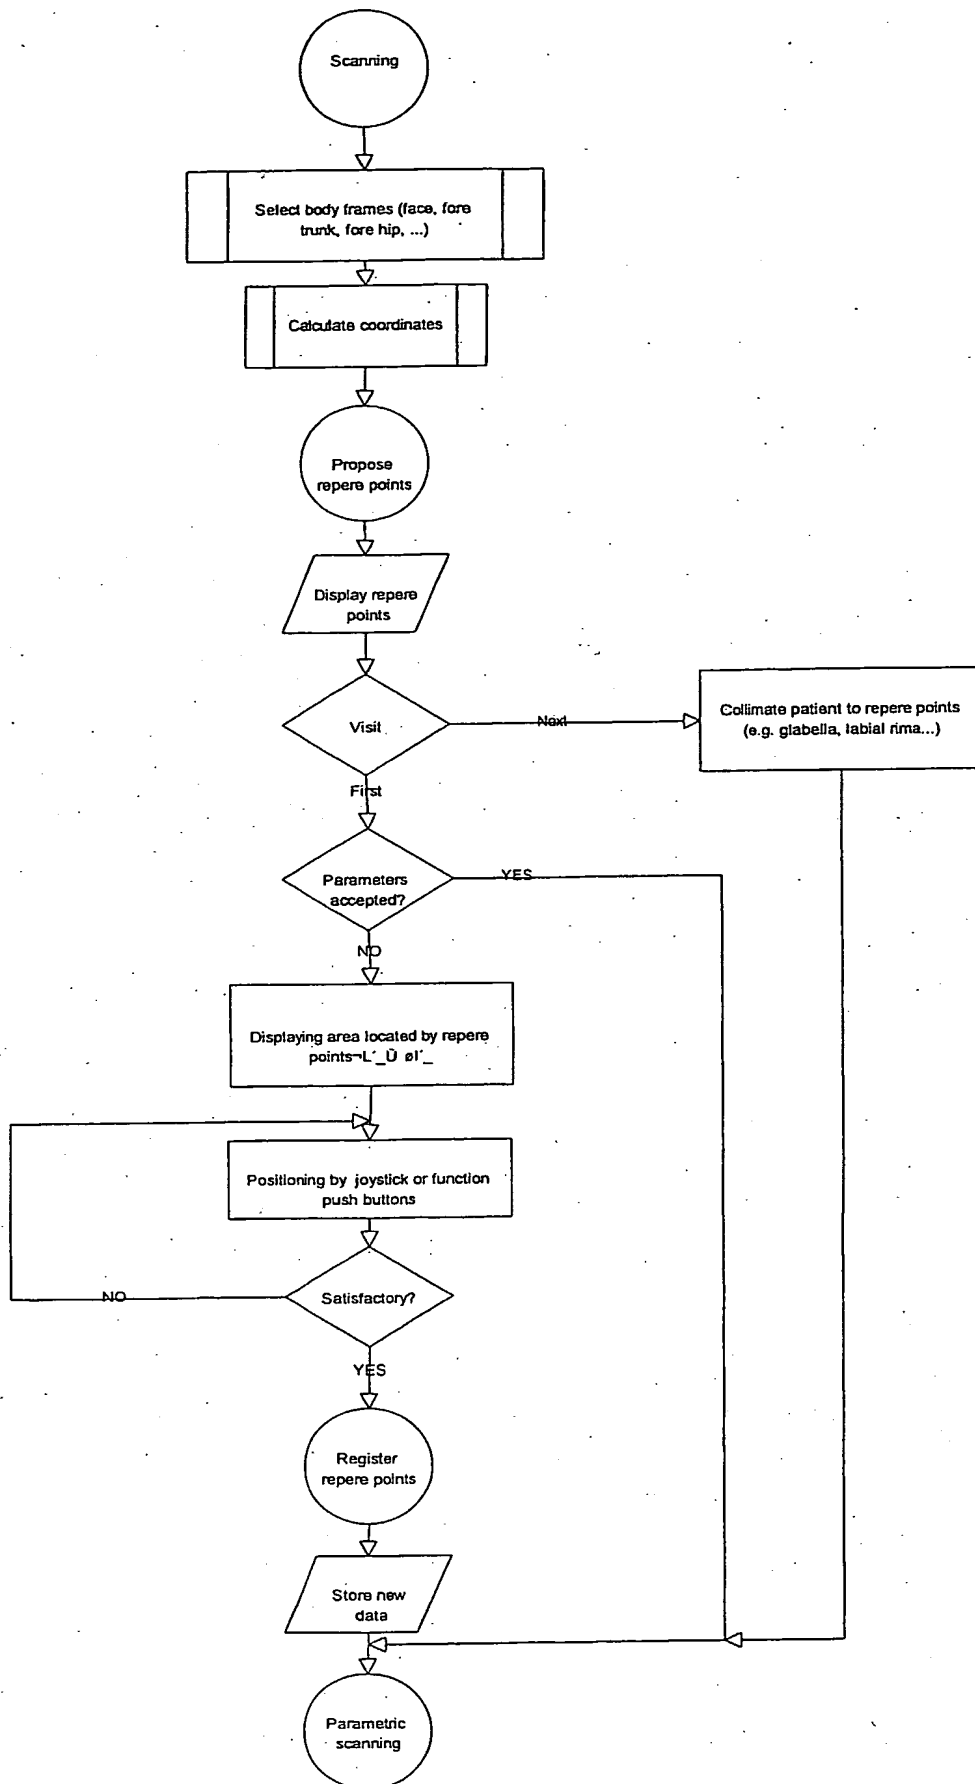 Scanning
Select body frames (face, fore
trunk, fore hip, ...)
Calculate coordinates
Propose
repere points
Display repere
points
Visit
Next
Collimate patient to repere points
(e.g. glabella, labial rima...)
First
Parameters
accepted?
YES
NO
Displaying area located by repere
points¬L´_Ù øI´_
Positioning by joystick or function
push buttons
Satisfactory?
NO
YES
Register
repere points
Store new
data
Parametric
scanning